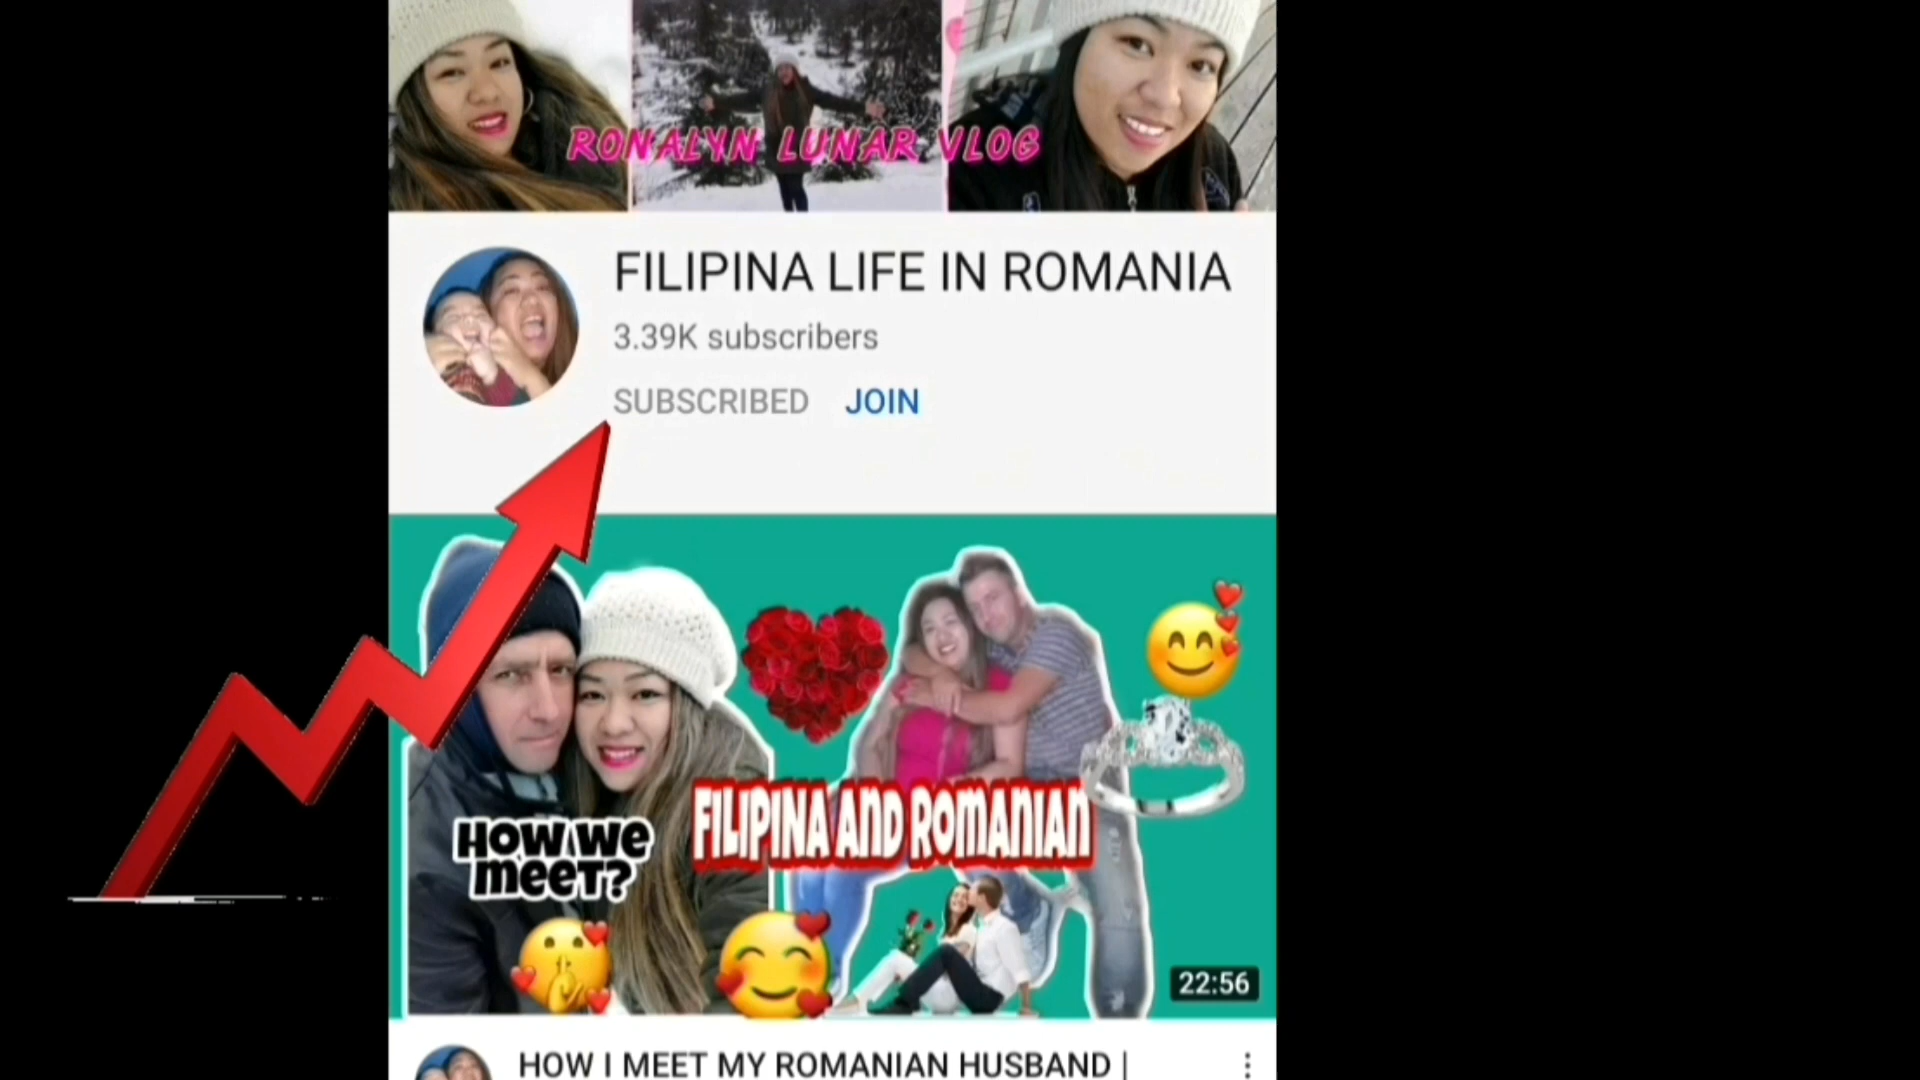 RONALYN LUNAR VLOG
FILIPINA LIFE IN ROMANIA
3.39K subscribers
SUBSCRIBED JOIN
HOW WE
MEET?
FILIPINA AND ROMANIAN
22:56
HOW I MEET MY ROMANIAN HUSBAND |